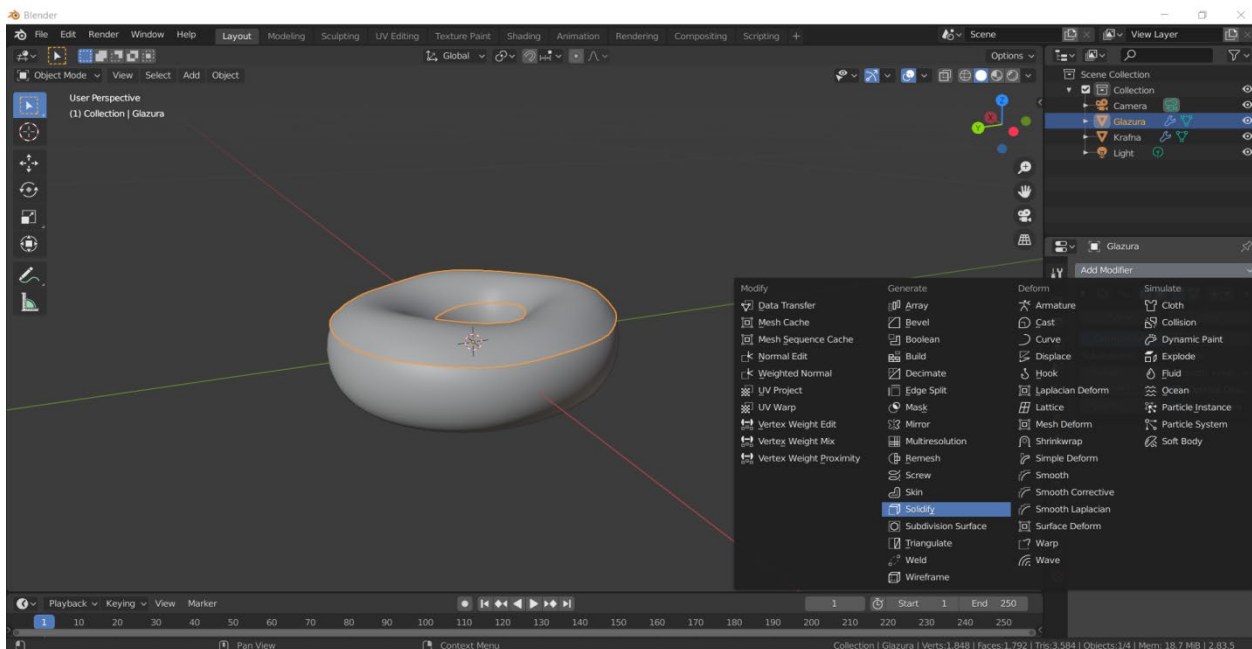 Blender
File Edit Render Window Help Layout Modeling Sculpting UV Editing Texture Paint Shading Animation Rendering Compositing Scripting + Scene View Layer
Global Options
Object Mode View Select Add Object
User Perspective
(1) Collection | Glazura
Z
X
Y
Scene Collection
Collection
Camera
Glazura
Krafna
Light
Glazura
Add Modifier
Modify
Data Transfer
Mesh Cache
Mesh Sequence Cache
Normal Edit
Weighted Normal
UV Project
UV Warp
Vertex Weight Edit
Vertex Weight Mix
Vertex Weight Proximity
Generate
Array
Bevel
Boolean
Build
Decimate
Edge Split
Mask
Mirror
Multiresolution
Remesh
Screw
Skin
Solidify
Subdivision Surface
Triangulate
Weld
Wireframe
Deform
Armature
Cast
Curve
Displace
Hook
Laplacian Deform
Lattice
Mesh Deform
Shrinkwrap
Simple Deform
Smooth
Smooth Corrective
Smooth Laplacian
Surface Deform
Warp
Wave
Simulate
Cloth
Collision
Dynamic Paint
Explode
Fluid
Ocean
Particle Instance
Particle System
Soft Body
Playback Keying View Marker 1 Start 1 End 250
1 10 20 30 40 50 60 70 80 90 100 110 120 130 140 150 160 170 180 190 200 210 220 230 240 250
Pan View Context Menu Collection | Glazura | Verts:1.848 | Faces:1.792 | Tris:3.584 | Objects:1/4 | Mem: 18.7 MiB | 2.83.5